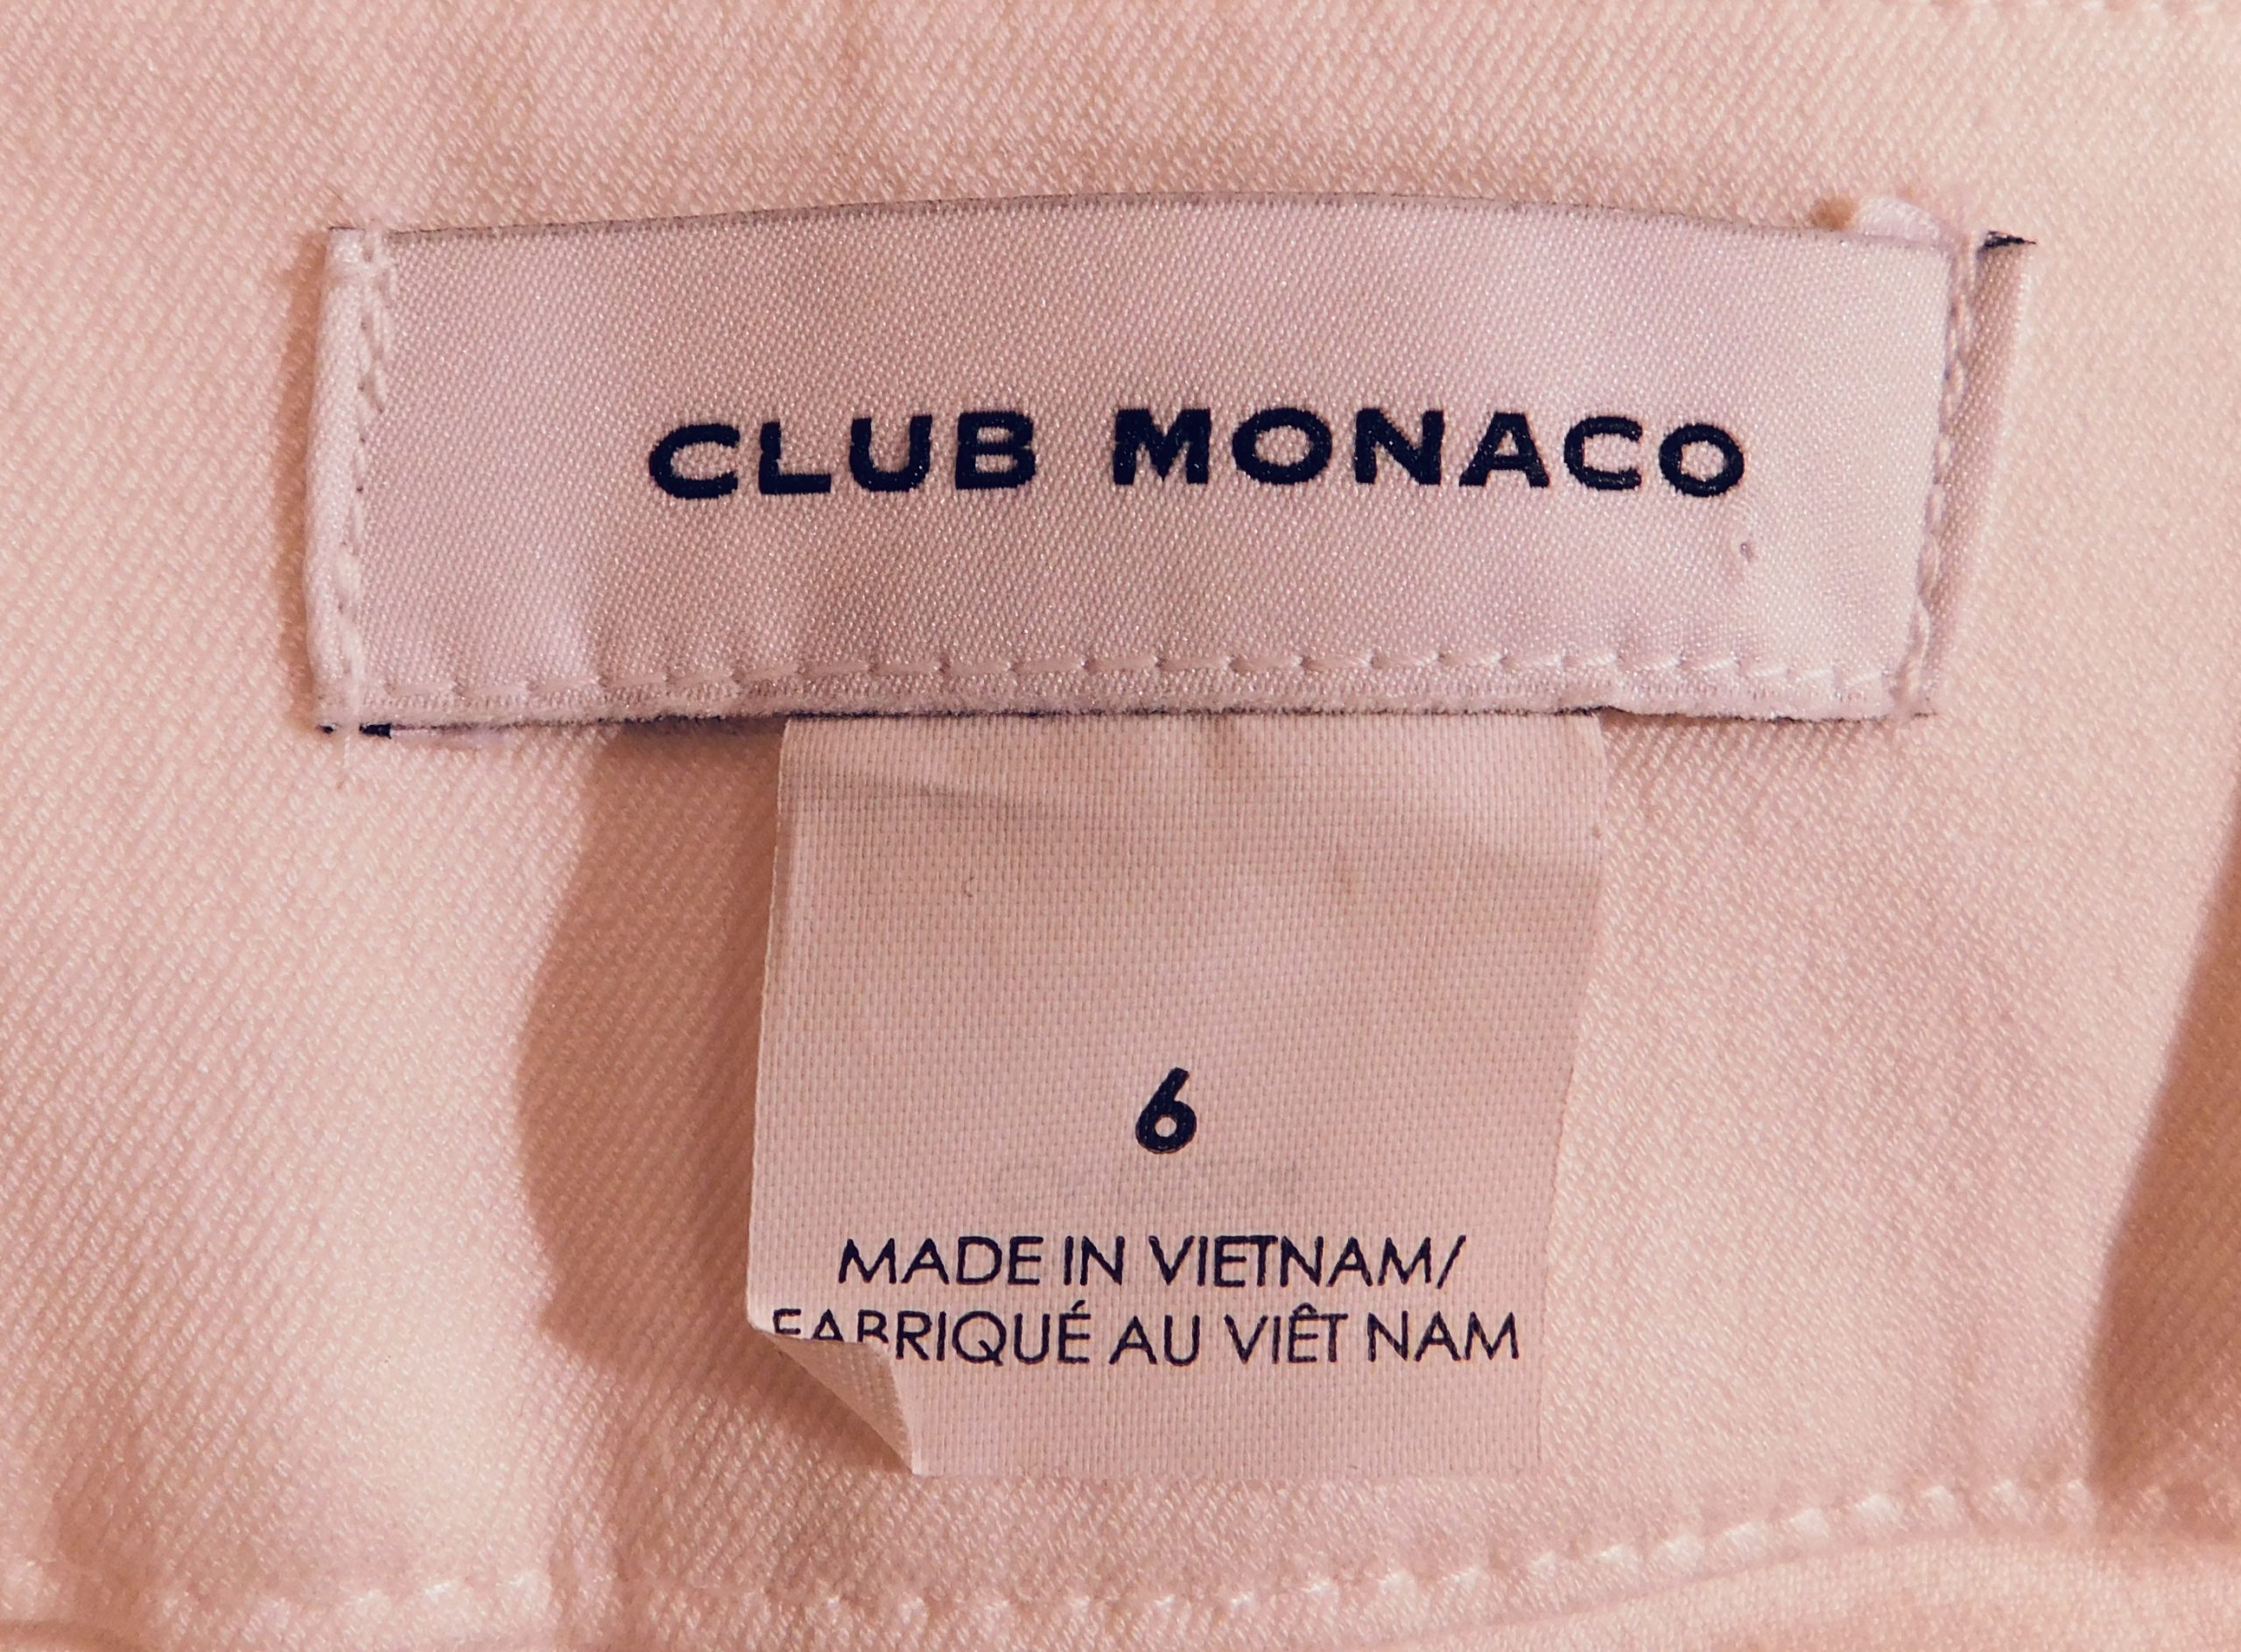 CLUB MONACO
6
MADE IN VIETNAM/
FABRIQUÉ AU VIÊT NAM